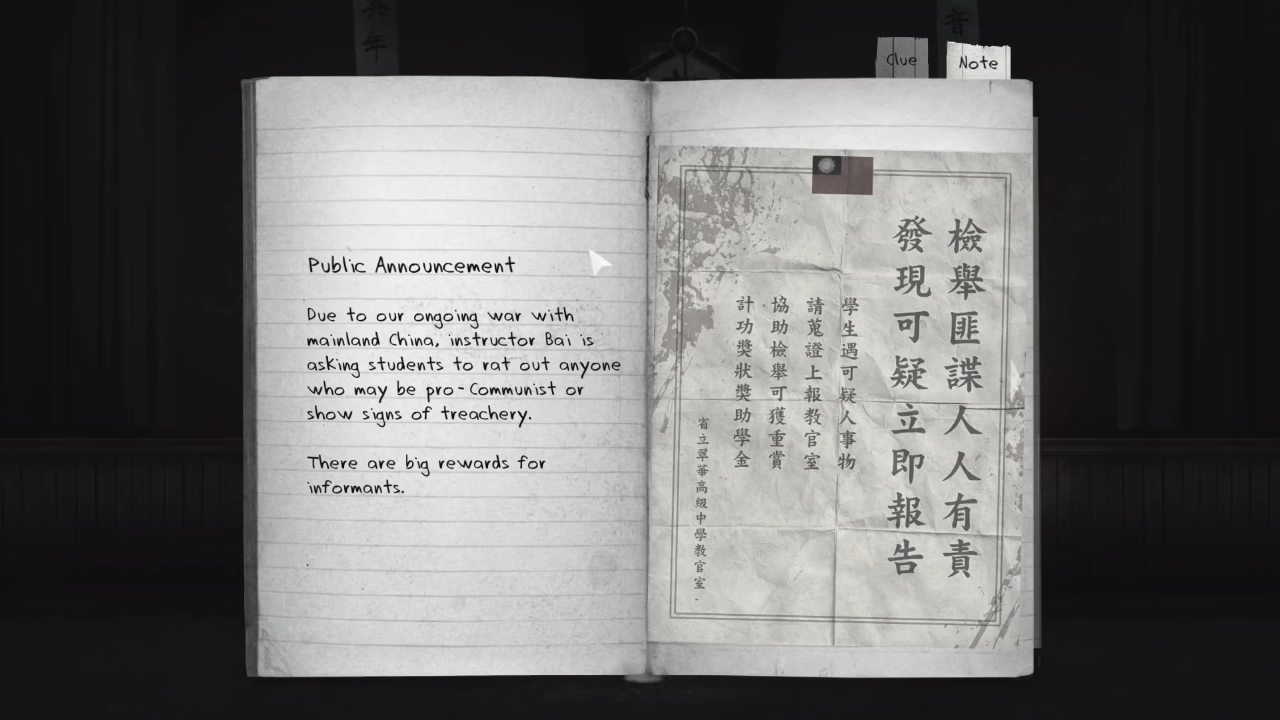 Clue
Note
Public Announcement
Due to our ongoing war with
mainland China, instructor Bai is
asking students to rat out anyone
who may be pro-Communist or
show signs of treachery.
There are big rewards for
informants.
檢舉匪諜人人有責
發現可疑立即報告
學生遇可疑人事物
請蒐證上報教官室
協助檢舉可獲重賞
計功獎狀獎助學金
省立翠華高級中學教官室
年
音